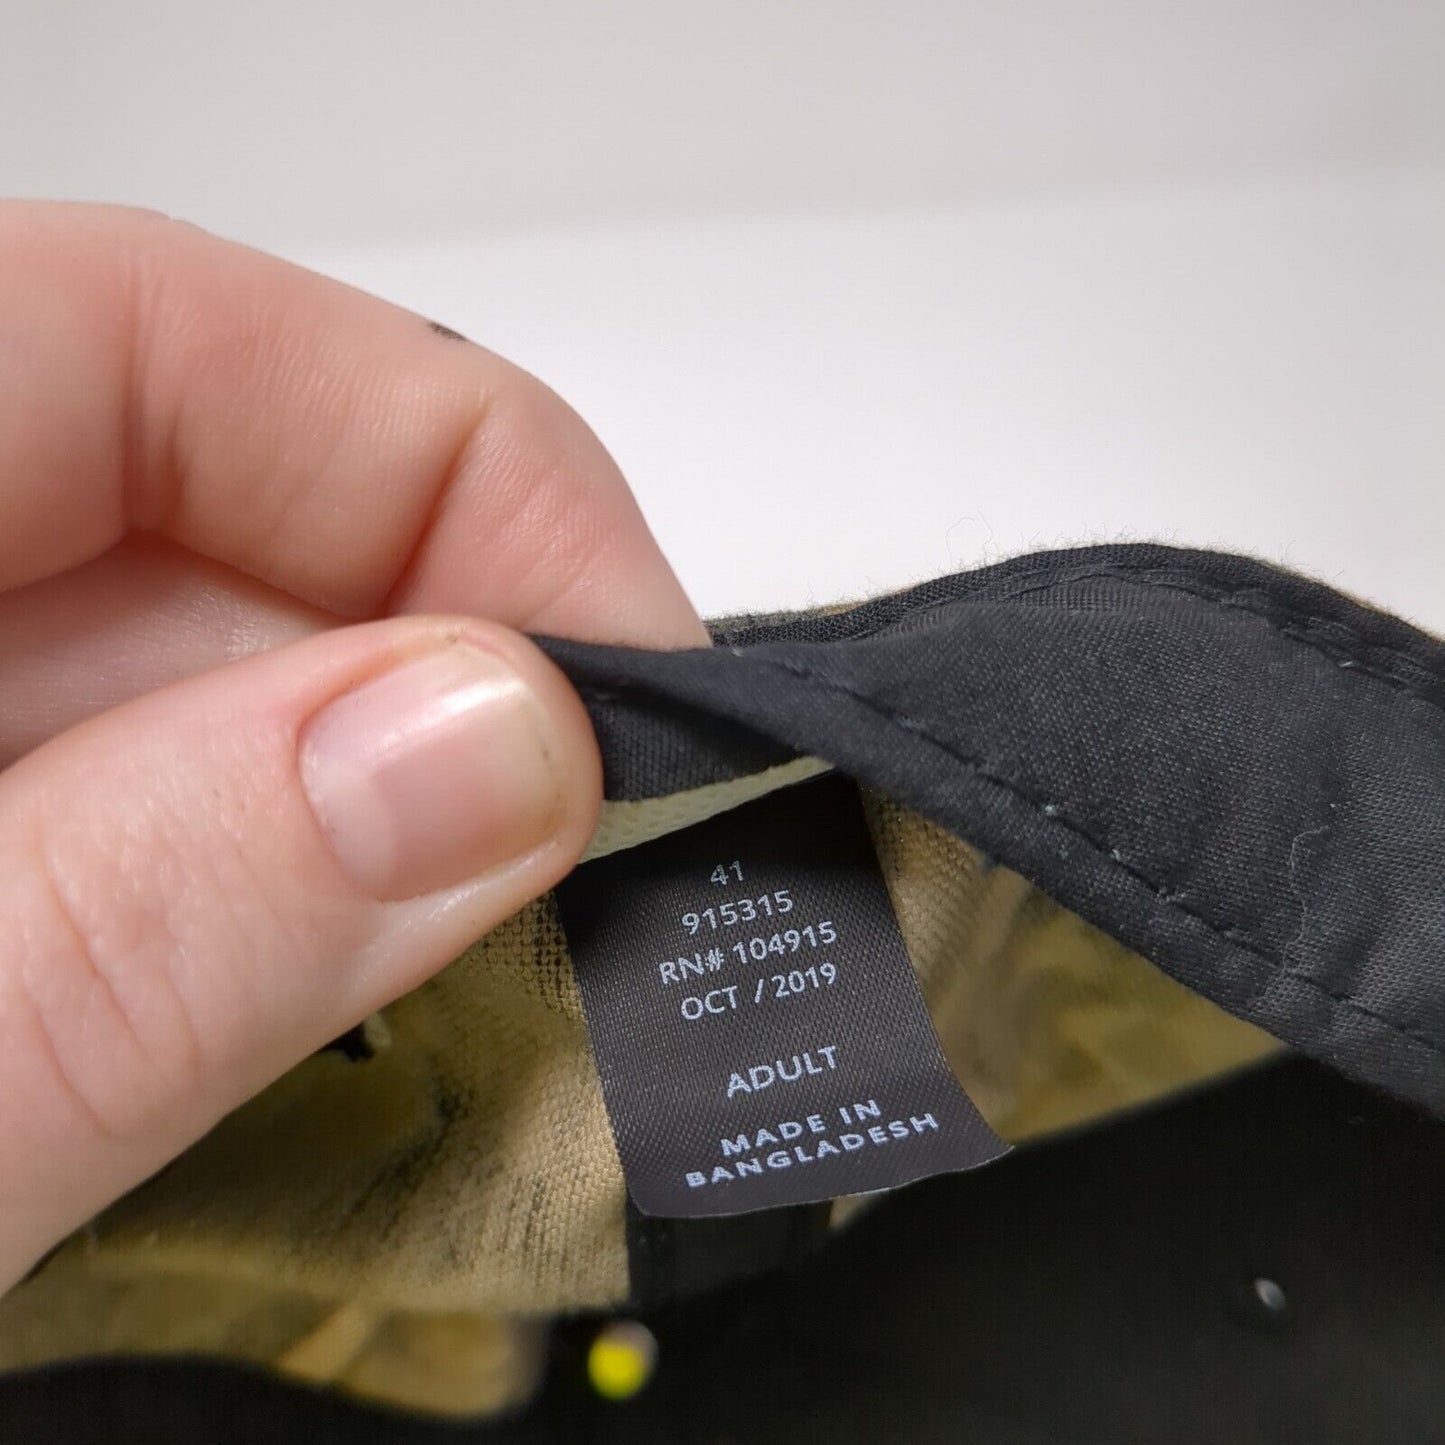 41
915315
RN# 104915
OCT / 2019
ADULT
MADE IN
BANGLADESH